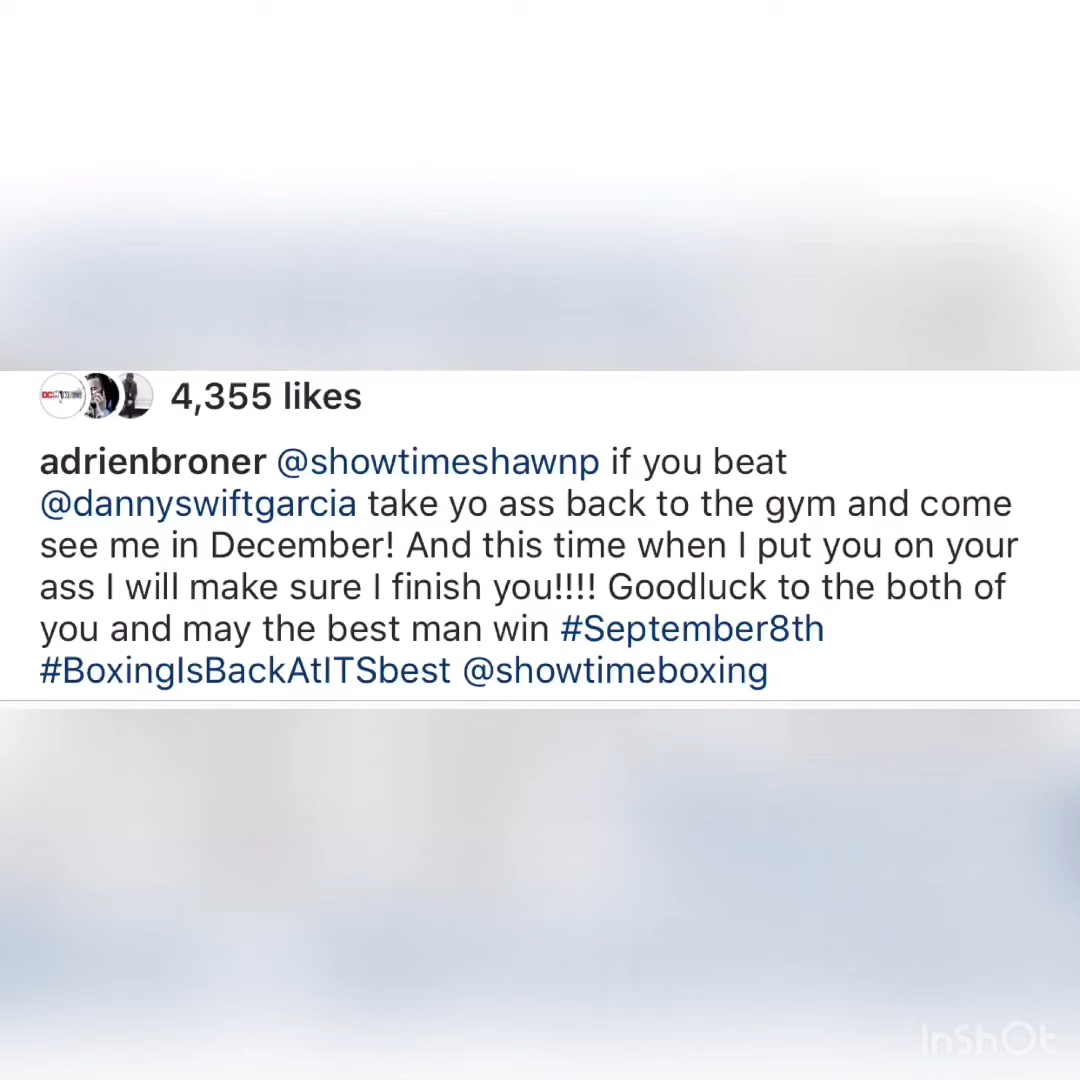 4,355 likes
adrienbroner @showtimeshawnp if you beat
@dannyswiftgarcia take yo ass back to the gym and come
see me in December! And this time when I put you on your
ass I will make sure I finish you!!!! Goodluck to the both of
you and may the best man win #September8th
#BoxingIsBackAtITSbest @showtimeboxing
InShOt